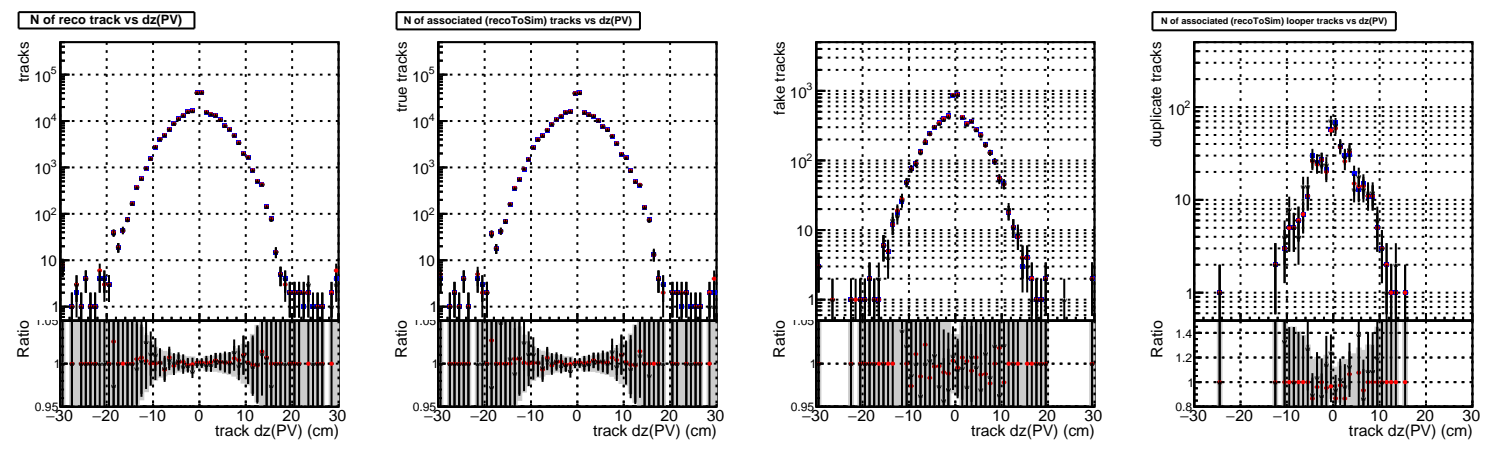 N of reco track vs dz(PV)
tracks
10^5
10^4
10^3
10^2
10
1
Ratio
1.05
1
0.95
−30 −20 −10 0 10 20 30
track dz(PV) (cm)
N of associated (recoToSim) tracks vs dz(PV)
true tracks
10^5
10^4
10^3
10^2
10
1
Ratio
1.05
1
0.95
−30 −20 −10 0 10 20 30
track dz(PV) (cm)
fake tracks
10^3
10^2
10
1
Ratio
1.05
1
0.95
−30 −20 −10 0 10 20 30
track dz(PV) (cm)
N of associated (recoToSim) looper tracks vs dz(PV)
duplicate tracks
10^2
10
1
Ratio
1.4
1.2
1
0.8
−30 −20 −10 0 10 20 30
track dz(PV) (cm)